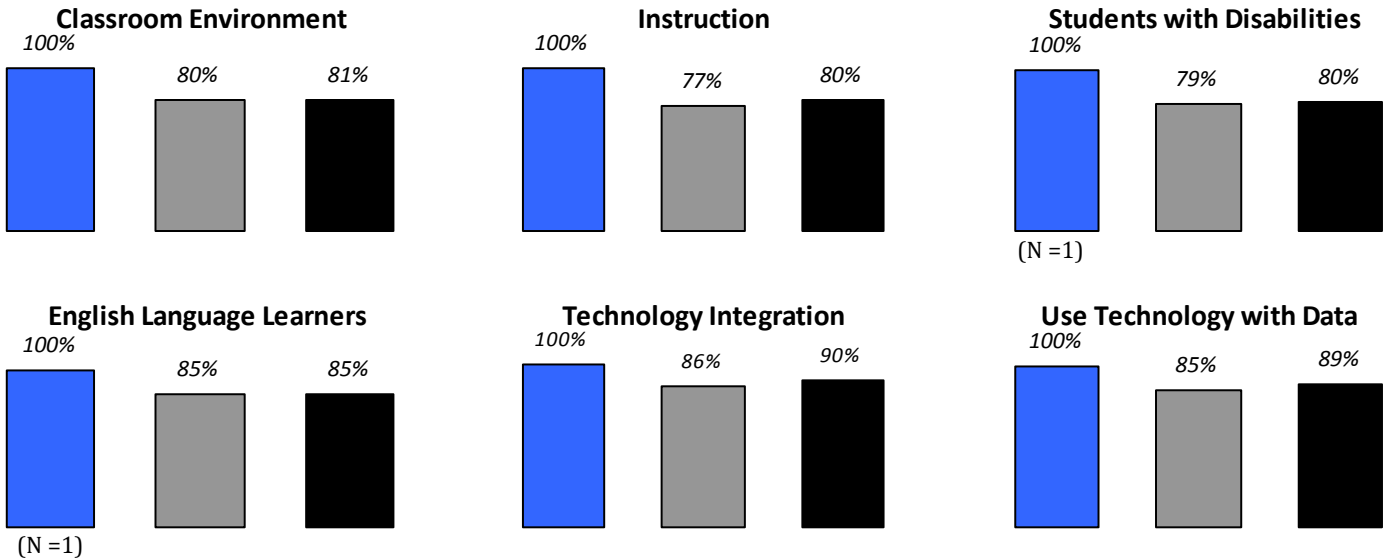 Classroom Environment
100%
80%
81%
Instruction
100%
77%
80%
Students with Disabilities
100%
79%
80%
(N =1)
English Language Learners
100%
85%
85%
(N =1)
Technology Integration
100%
86%
90%
Use Technology with Data
100%
85%
89%